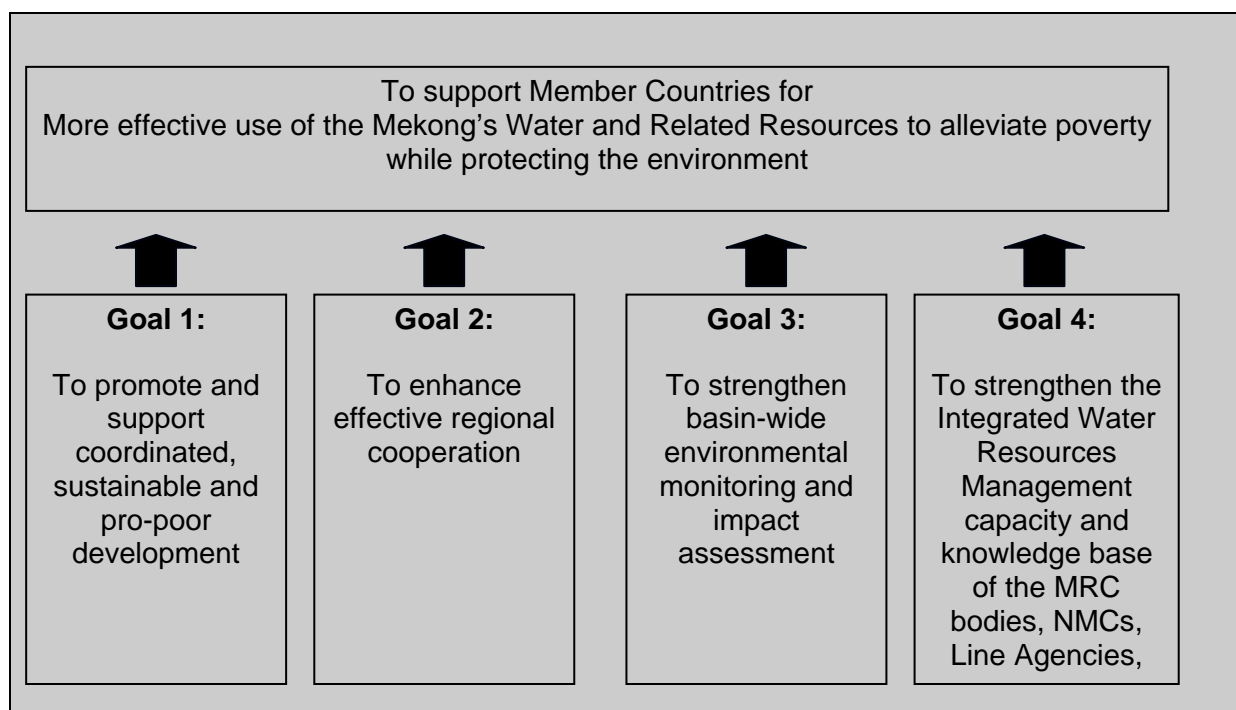 To support Member Countries for
More effective use of the Mekong's Water and Related Resources to alleviate poverty
while protecting the environment
Goal 1:
To promote and
support
coordinated,
sustainable and
pro-poor
development
Goal 2:
To enhance
effective regional
cooperation
Goal 3:
To strengthen
basin-wide
environmental
monitoring and
impact
assessment
Goal 4:
To strengthen the
Integrated Water
Resources
Management
capacity and
knowledge base
of the MRC
bodies, NMCs,
Line Agencies,